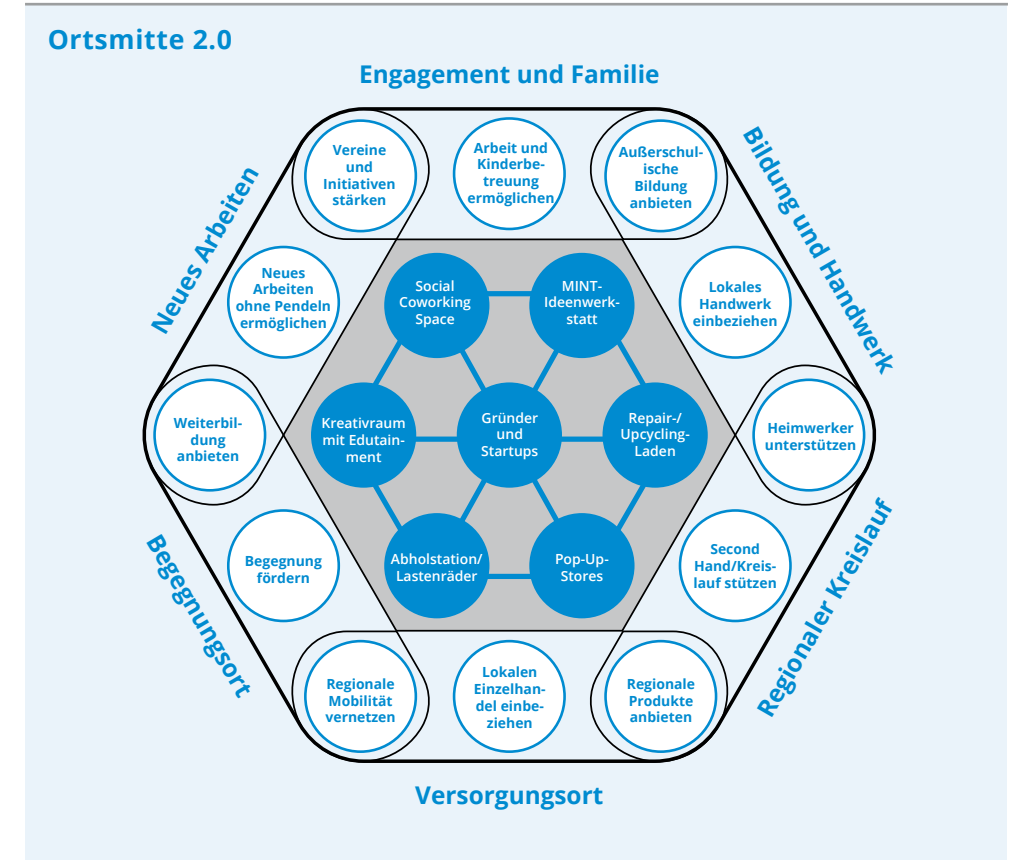 Ortsmitte 2.0
Engagement und Familie
Bildung und Handwerk
Neues Arbeiten
Vereine
und
Initiativen
stärken
Arbeit und
Kinderbe-
treuung
ermöglichen
Außerschul-
ische
Bildung
anbieten
Neues
Arbeiten
ohne Pendeln
ermöglichen
Social
Coworking
Space
MINT-
Ideenwerk-
statt
Lokales
Handwerk
einbeziehen
Weiterbil-
dung
anbieten
Kreativraum
mit Edutain-
ment
Gründer
und
Startups
Repair-/
Upcycling-
Laden
Heimwerker
unterstützen
Begegnung
fördern
Abholstation/
Lastenräder
Pop-Up-
Stores
Second
Hand/Kreis-
lauf stützen
Begegnungsort
Regionaler Kreislauf
Regionale
Mobilität
vernetzen
Lokalen
Einzelhan-
del einbe-
ziehen
Regionale
Produkte
anbieten
Versorgungsort